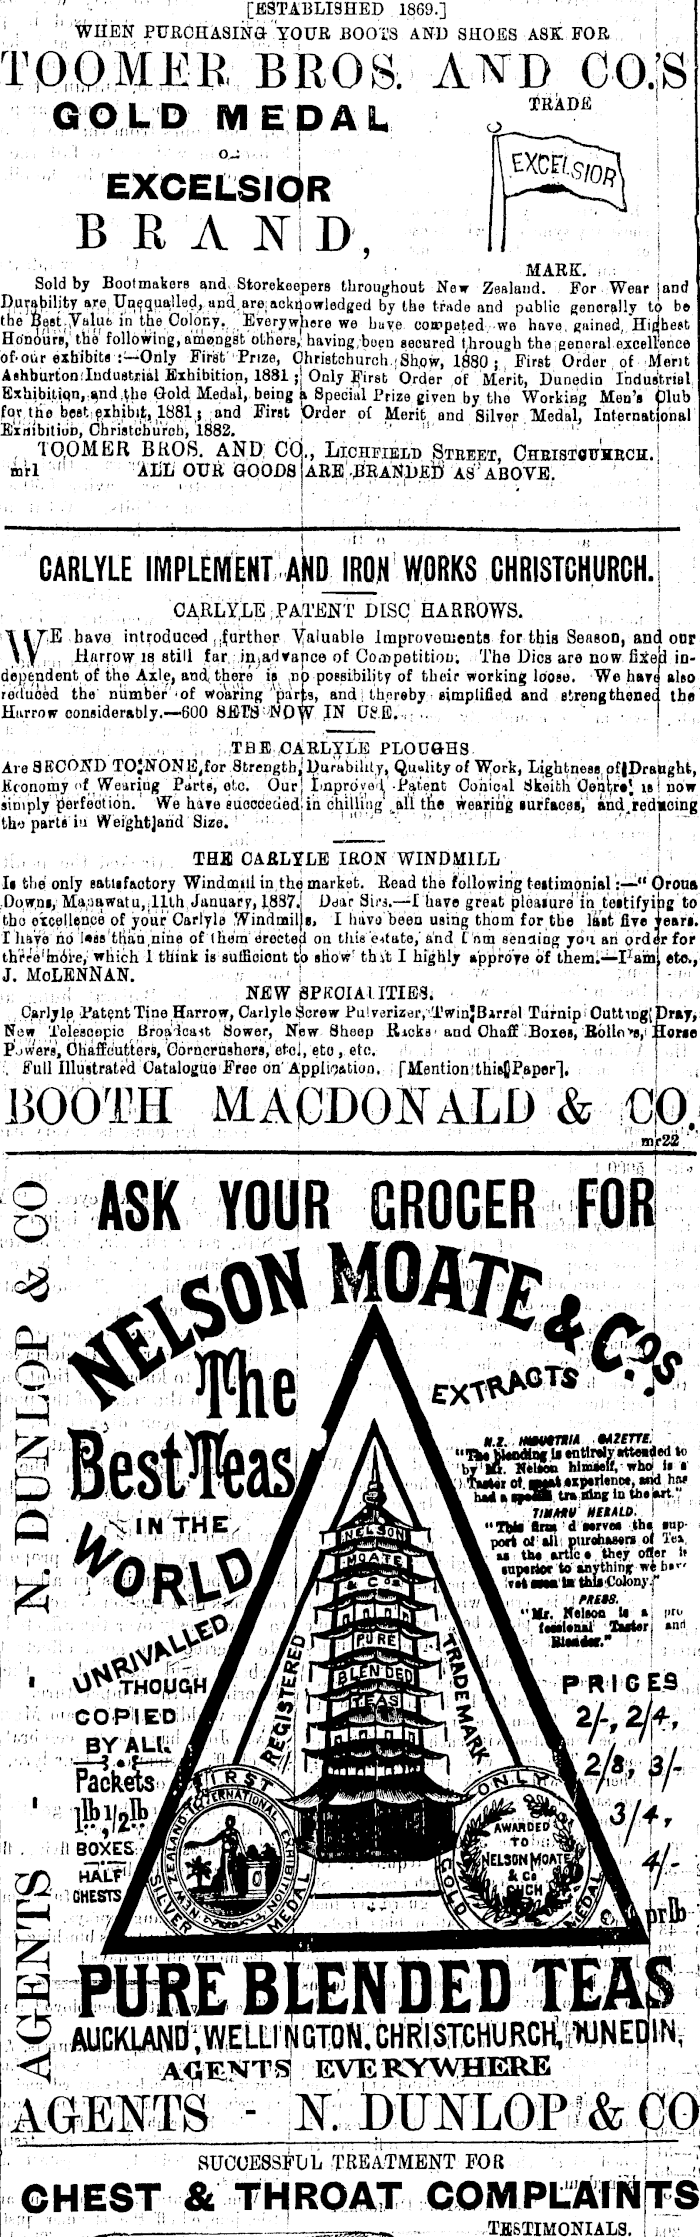 [ESTABLISHED 1869.]
WHEN PURCHASING YOUR BOOTS AND SHOES ASK FOR
TOOMER BROS. AND CO.'S
GOLD MEDAL
TRADE
EXCELSIOR
EXCELSIOR
BRAND,
MARK.
Sold by Bootmakers and Storekeepers throughout New Zealand. For Wear and
Durability are Unequalled, and are acknowledged by the trade and public generally to be
the Best Value in the Colony. Everywhere we have competed we have gained Highest
Honours, the following, amongst others, having been secured through the general excellence
of our exhibits :—Only First Prize, Christchurch Show, 1880 ; First Order of Merit
Ashburton Industrial Exhibition, 1881 ; Only First Order of Merit, Dunedin Industrial
Exhibition, and the Gold Medal, being a Special Prize given by the Working Men's Club
for the best exhibit, 1881 ; and First Order of Merit and Silver Medal, International
Exhibition, Christchurch, 1882.
TOOMER BROS. AND CO., LICHFIELD STREET, CHRISTCHURCH.
mr1 ALL OUR GOODS ARE BRANDED AS ABOVE.
CARLYLE IMPLEMENT AND IRON WORKS CHRISTCHURCH.
CARLYLE PATENT DISC HARROWS.
WE have introduced further Valuable Improvements for this Season, and our
Harrow is still far in advance of Competition. The Dics are now fixed in-
dependent of the Axle, and there is no possibility of their working loose. We have also
reduced the number of wearing parts, and thereby simplified and strengthened the
Harrow considerably.—600 SETS NOW IN USE.
THE CARLYLE PLOUGHS
Are SECOND TO NONE for Strength, Durability, Quality of Work, Lightness of Draught,
Economy of Wearing Parts, etc. Our Improved Patent Conical Skeith Centre is now
simply perfection. We have succeeded in chilling all the wearing surfaces, and reducing
the parts in Weight and Size.
THE CARLYLE IRON WINDMILL
Is the only satisfactory Windmill in the market. Read the following testimonial :—" Oroua
Downs, Manawatu, 11th January, 1887. Dear Sirs.—I have great pleasure in testifying to
the excellence of your Carlyle Windmills. I have been using them for the last five years.
I have no less than nine of them erected on this estate, and I am sending you an order for
three more, which I think is sufficient to show that I highly approve of them.—I am, etc.,
J. MCLENNAN.
NEW SPECIALITIES.
Carlyle Patent Tine Harrow, Carlyle Screw Pulverizer, Twin Barrel Turnip Cutting Dray,
New Telescopic Broadcast Sower, New Sheep Racks and Chaff Boxes, Rollers, Horse
Powers, Chaffcutters, Corncrushers, etc., etc, etc.
Full Illustrated Catalogue Free on Application. [Mention this Paper].
BOOTH MACDONALD & CO.
mr22
ASK YOUR GROCER FOR
NELSON MOATE & Co's.
EXTRACTS
The
Best Teas
IN THE
WORLD
UNRIVALLED
THOUGH
COPIED
BY ALL.
Packets
1lb 1/2lb
BOXES
HALF
CHESTS
N.Z. INDUSTRIA GAZETTE.
"The blending is entirely attended to
by Mr. Nelson himself, who is a
Taster of great experience, and has
had a special training in the art."
TIMARU HERALD.
"This firm d serves the sup-
port of all purchasers of Tea,
as the artic e they offer is
superior to anything we have
yet seen in this Colony."
PRESS.
"Mr. Nelson is a pro
fessional Taster and
Blender."
NELSON
MOATE
& Cos
PURE
BLENDED
TEAS
REGISTERED
TRADE MARK
PRICES
2/-, 2/4,
2/8, 3/-
3/4,
4/-
pr lb
FIRST
SILVER MEDAL
NEW ZEALAND INTERNATIONAL EXHIBITION
ONLY
GOLD MEDAL
AWARDED
TO
NELSON MOATE
& Co
CHCH
PURE BLENDED TEAS
AUCKLAND, WELLINGTON, CHRISTCHURCH, DUNEDIN,
AGENTS EVERYWHERE
AGENTS - N. DUNLOP & CO
AGENTS - N. DUNLOP & CO
SUCCESSFUL TREATMENT FOR
CHEST & THROAT COMPLAINTS
TESTIMONIALS.